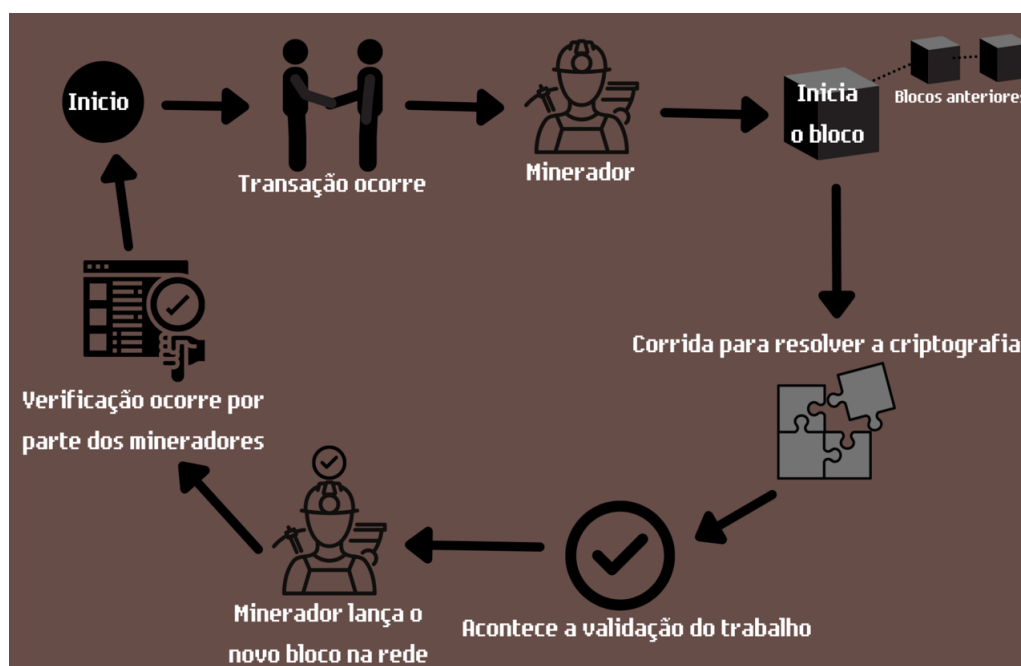 Inicio
Transação ocorre
Minerador
Inicia
o bloco
Blocos anteriores
Corrida para resolver a criptografia
Acontece a validação do trabalho
Minerador lança o
novo bloco na rede
Verificação ocorre por
parte dos mineradores